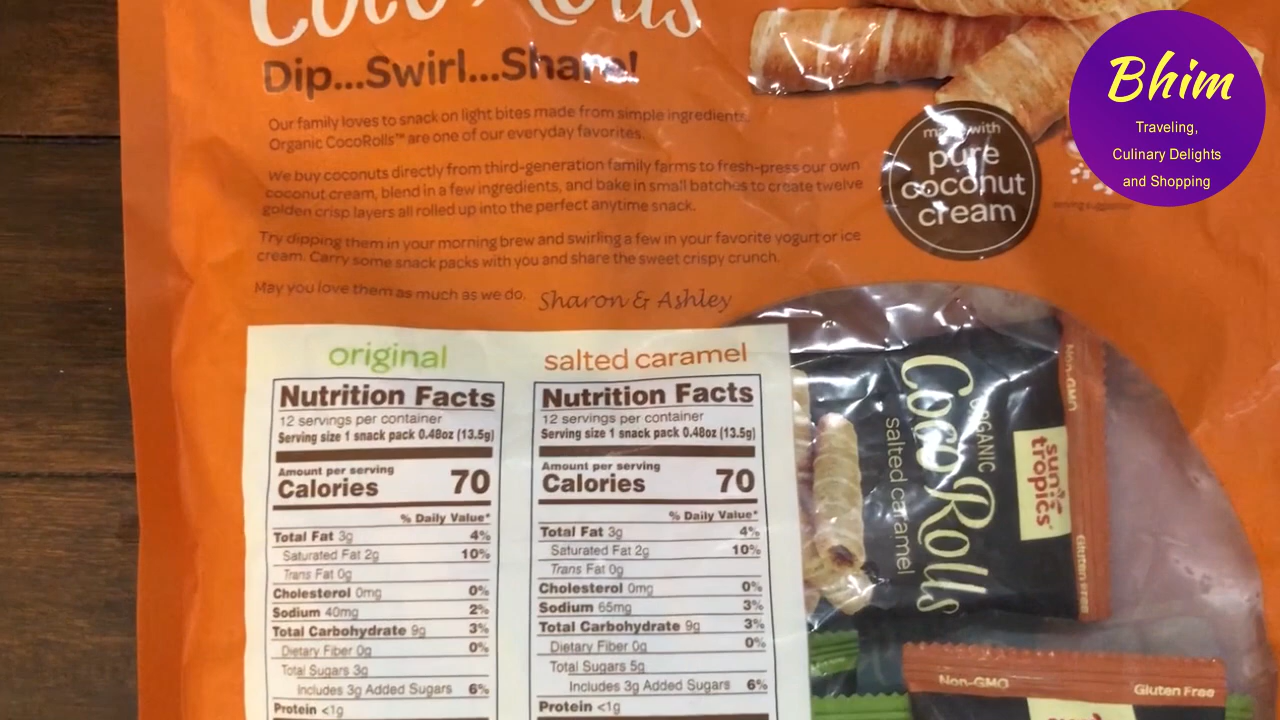 CocoRolls
Dip...Swirl...Share!
Our family loves to snack on light bites made from simple ingredients.
Organic CocoRolls™ are one of our everyday favorites.
We buy coconuts directly from third-generation family farms to fresh-press our own
coconut cream, blend in a few ingredients, and bake in small batches to create twelve
golden crisp layers all rolled up into the perfect anytime snack.
Try dipping them in your morning brew and swirling a few in your favorite yogurt or ice
cream. Carry some snack packs with you and share the sweet crispy crunch.
May you love them as much as we do. Sharon & Ashley
made with
pure
coconut
cream
serving suggestion
Bhim
Traveling,
Culinary Delights
and Shopping
original
Nutrition Facts
12 servings per container
Serving size 1 snack pack 0.48oz (13.5g)
Amount per serving
Calories 70
% Daily Value*
Total Fat 3g 4%
Saturated Fat 2g 10%
Trans Fat 0g
Cholesterol 0mg 0%
Sodium 40mg 2%
Total Carbohydrate 9g 3%
Dietary Fiber 0g 0%
Total Sugars 3g
Includes 3g Added Sugars 6%
Protein <1g
salted caramel
Nutrition Facts
12 servings per container
Serving size 1 snack pack 0.48oz (13.5g)
Amount per serving
Calories 70
% Daily Value*
Total Fat 3g 4%
Saturated Fat 2g 10%
Trans Fat 0g
Cholesterol 0mg 0%
Sodium 65mg 3%
Total Carbohydrate 9g 3%
Dietary Fiber 0g 0%
Total Sugars 5g
Includes 3g Added Sugars 6%
Protein <1g
Non-GMO
Gluten Free
sun
tropics
ORGANIC
CocoRolls
salted caramel
Non-GMO
Gluten Free